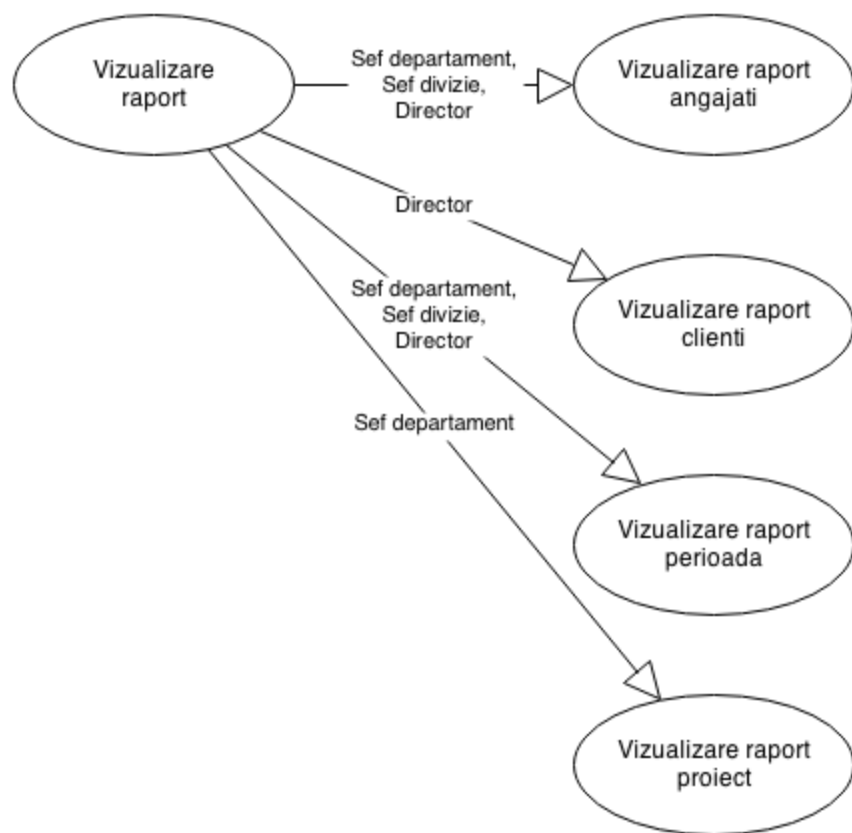 Vizualizare
raport
Sef departament,
Sef divizie,
Director
Vizualizare raport
angajati
Director
Vizualizare raport
clienti
Sef departament,
Sef divizie,
Director
Sef departament
Vizualizare raport
perioada
Vizualizare raport
proiect